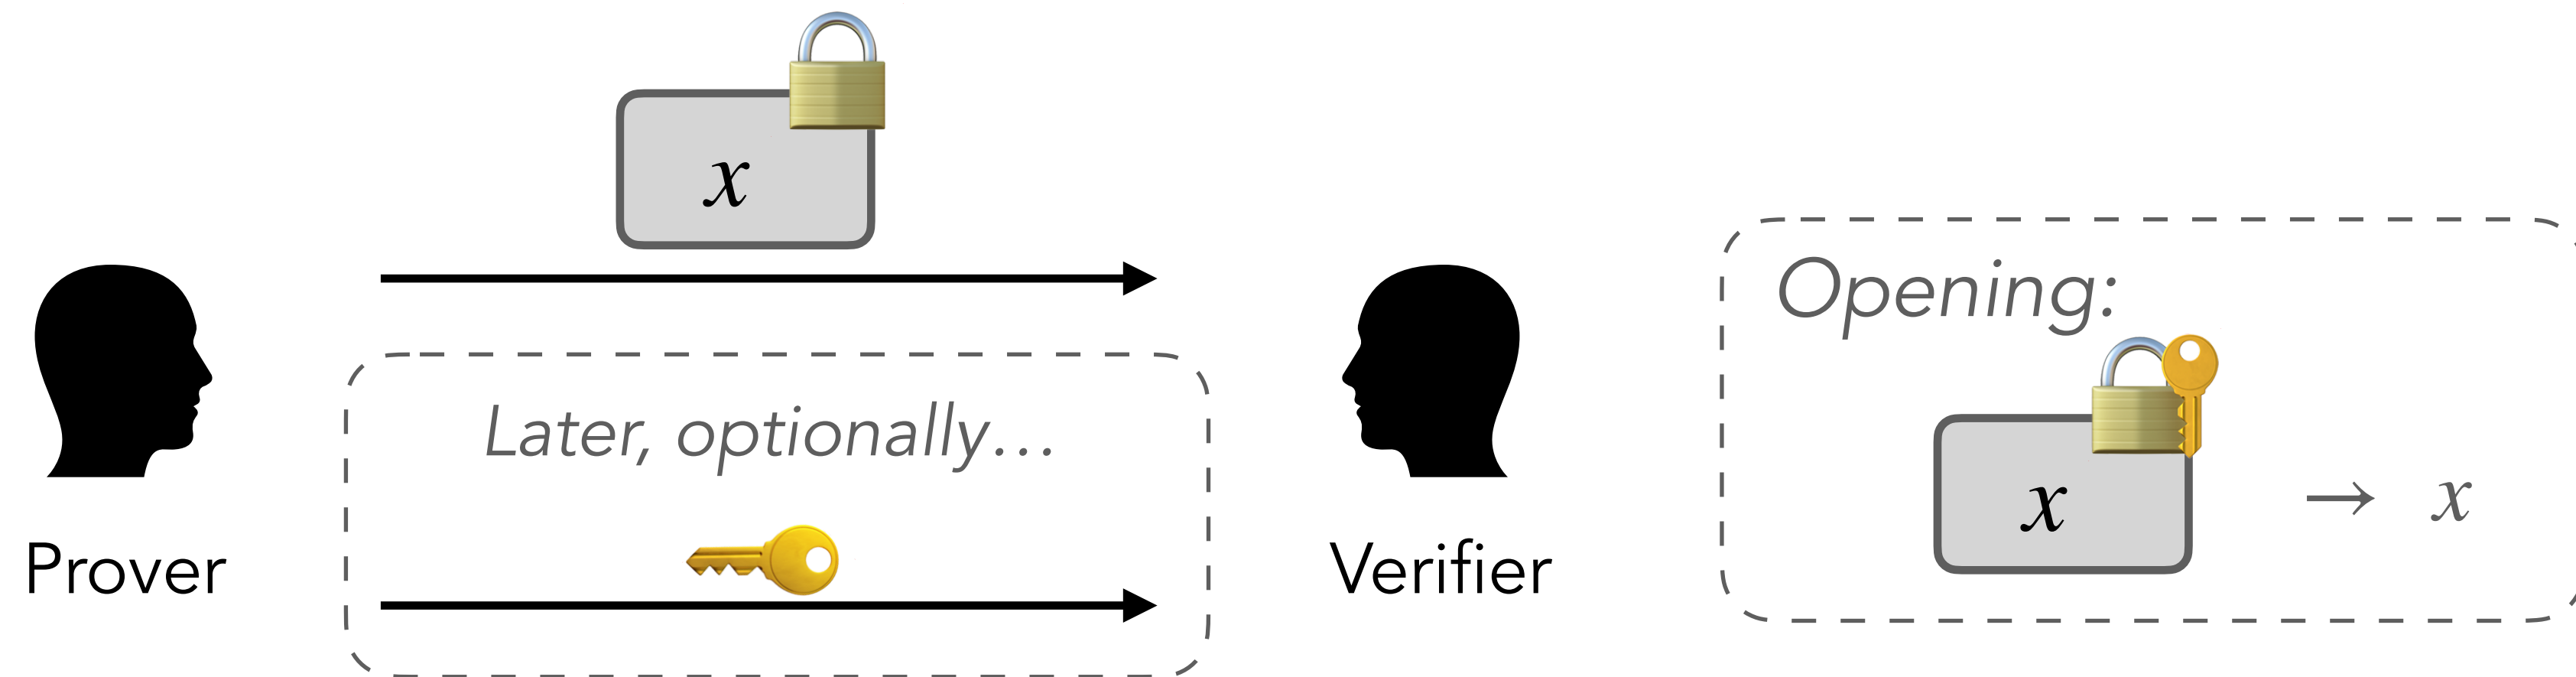 x
Later, optionally…
Prover
Verifier
Opening:
x → x